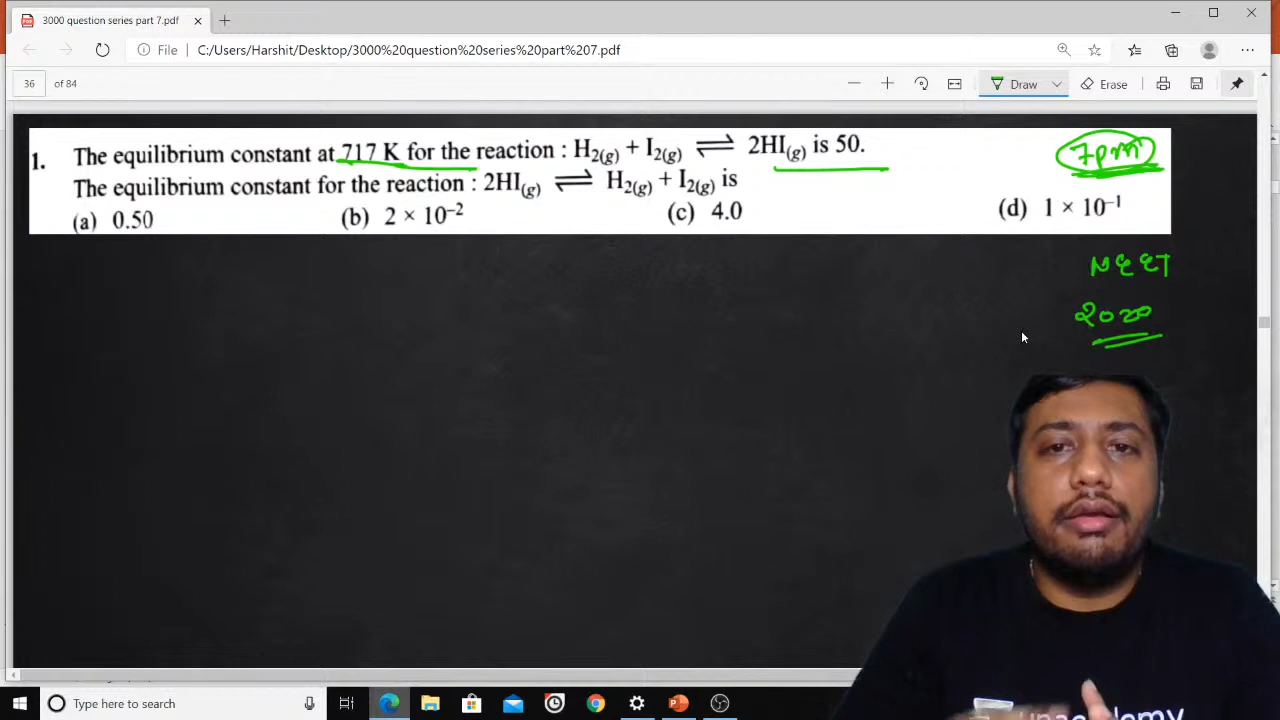 3000 question series part 7.pdf
File
C:/Users/Harshit/Desktop/3000%20question%20series%20part%207.pdf
36 of 84
Draw
Erase
1. The equilibrium constant at 717 K for the reaction : H2(g) + I2(g) ⇌ 2HI(g) is 50.
The equilibrium constant for the reaction : 2HI(g) ⇌ H2(g) + I2(g) is
(a) 0.50 (b) 2 × 10⁻² (c) 4.0 (d) 1 × 10⁻¹
7pm
NEET
2020
Type here to search